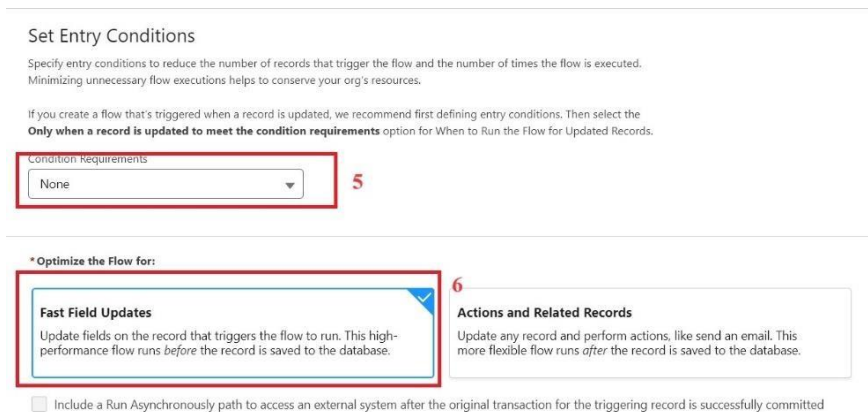 Set Entry Conditions
Specify entry conditions to reduce the number of records that trigger the flow and the number of times the flow is executed.
Minimizing unnecessary flow executions helps to conserve your org's resources.
If you create a flow that's triggered when a record is updated, we recommend first defining entry conditions. Then select the
Only when a record is updated to meet the condition requirements option for When to Run the Flow for Updated Records.
Condition Requirements
None
5
*Optimize the Flow for:
6
Fast Field Updates
Update fields on the record that triggers the flow to run. This high-
performance flow runs before the record is saved to the database.
Actions and Related Records
Update any record and perform actions, like send an email. This
more flexible flow runs after the record is saved to the database.
Include a Run Asynchronously path to access an external system after the original transaction for the triggering record is successfully committed